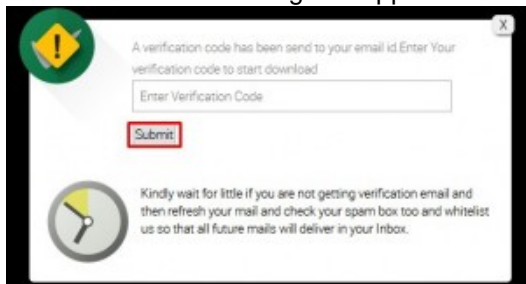 X
A verification code has been send to your email id.Enter Your
verification code to start download
Enter Verification Code
Submit
Kindly wait for little if you are not getting verification email and
then refresh your mail and check your spam box too and whitelist
us so that all future mails will deliver in your Inbox.